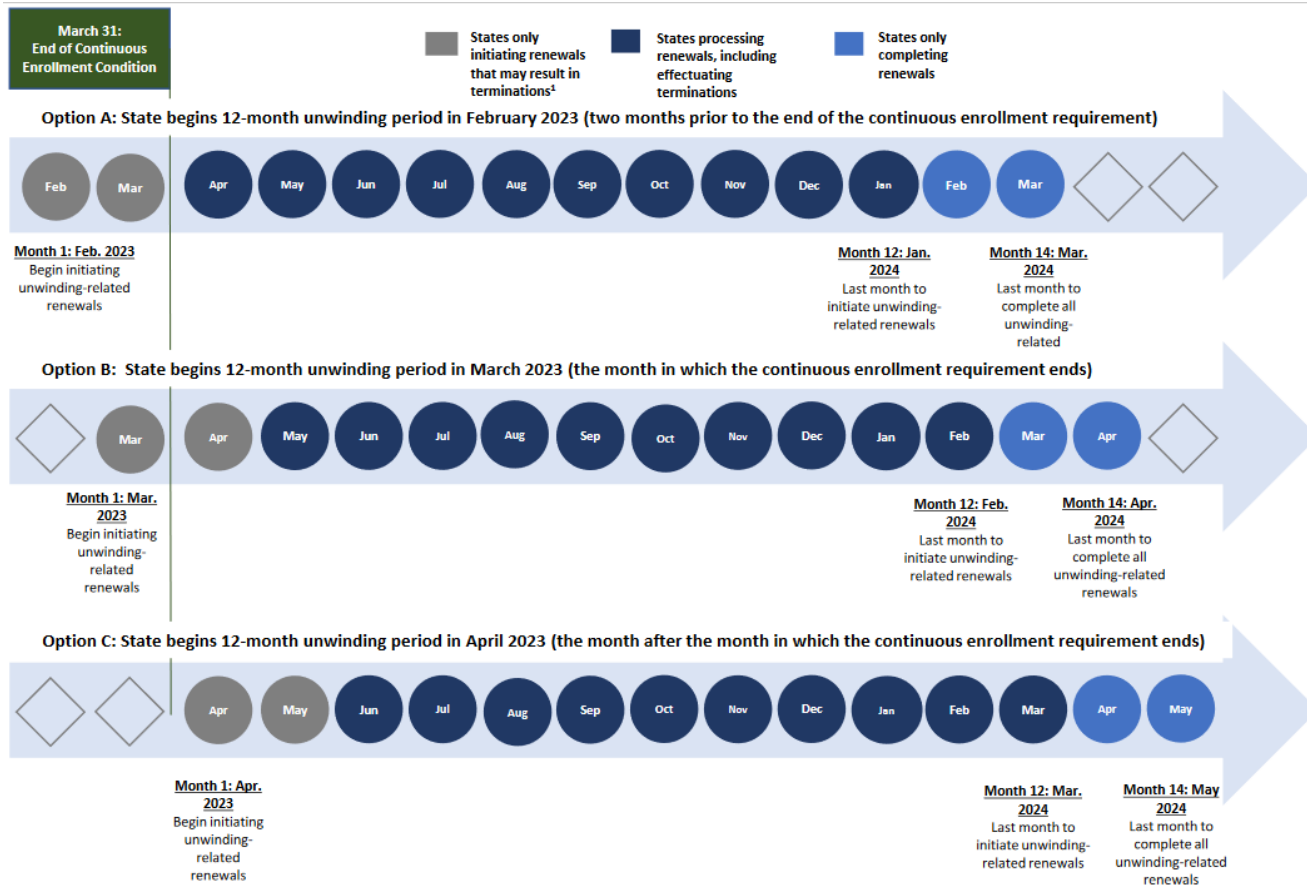 March 31:
End of Continuous
Enrollment Condition
States only
initiating renewals
that may result in
terminations¹
States processing
renewals, including
effectuating
terminations
States only
completing
renewals
Option A: State begins 12-month unwinding period in February 2023 (two months prior to the end of the continuous enrollment requirement)
Feb Mar Apr May Jun Jul Aug Sep Oct Nov Dec Jan Feb Mar
Month 1: Feb. 2023
Begin initiating
unwinding-related
renewals
Month 12: Jan.
2024
Last month to
initiate unwinding-
related renewals
Month 14: Mar.
2024
Last month to
complete all
unwinding-
related
Option B:  State begins 12-month unwinding period in March 2023 (the month in which the continuous enrollment requirement ends)
Mar Apr May Jun Jul Aug Sep Oct Nov Dec Jan Feb Mar Apr
Month 1: Mar.
2023
Begin initiating
unwinding-
related
renewals
Month 12: Feb.
2024
Last month to
initiate unwinding-
related renewals
Month 14: Apr.
2024
Last month to
complete all
unwinding-related
renewals
Option C: State begins 12-month unwinding period in April 2023 (the month after the month in which the continuous enrollment requirement ends)
Apr May Jun Jul Aug Sep Oct Nov Dec Jan Feb Mar Apr May
Month 1: Apr.
2023
Begin initiating
unwinding-
related
renewals
Month 12: Mar.
2024
Last month to
initiate unwinding-
related renewals
Month 14: May
2024
Last month to
complete all
unwinding-related
renewals